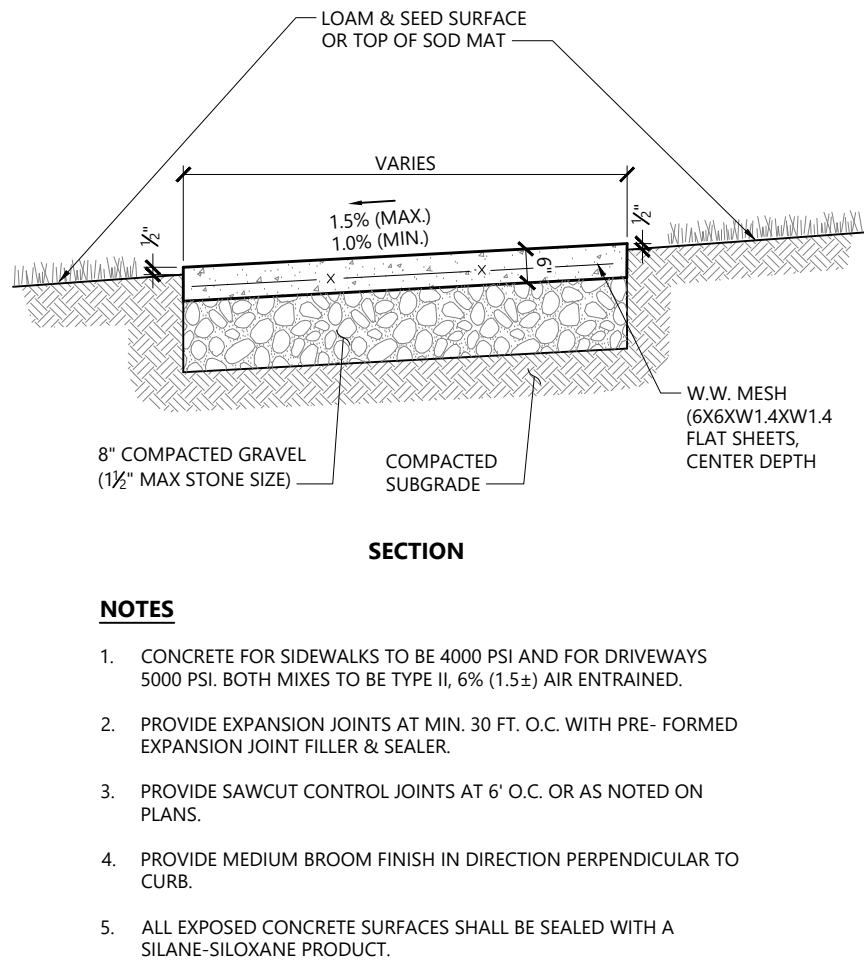 LOAM & SEED SURFACE
OR TOP OF SOD MAT
VARIES
1.5% (MAX.)
1.0% (MIN.)
½"
½"
6"
X
X
W.W. MESH
(6X6XW1.4XW1.4
FLAT SHEETS,
CENTER DEPTH
8" COMPACTED GRAVEL
(1½" MAX STONE SIZE)
COMPACTED
SUBGRADE
SECTION
NOTES
1. CONCRETE FOR SIDEWALKS TO BE 4000 PSI AND FOR DRIVEWAYS
5000 PSI. BOTH MIXES TO BE TYPE II, 6% (1.5±) AIR ENTRAINED.
2. PROVIDE EXPANSION JOINTS AT MIN. 30 FT. O.C. WITH PRE- FORMED
EXPANSION JOINT FILLER & SEALER.
3. PROVIDE SAWCUT CONTROL JOINTS AT 6' O.C. OR AS NOTED ON
PLANS.
4. PROVIDE MEDIUM BROOM FINISH IN DIRECTION PERPENDICULAR TO
CURB.
5. ALL EXPOSED CONCRETE SURFACES SHALL BE SEALED WITH A
SILANE-SILOXANE PRODUCT.